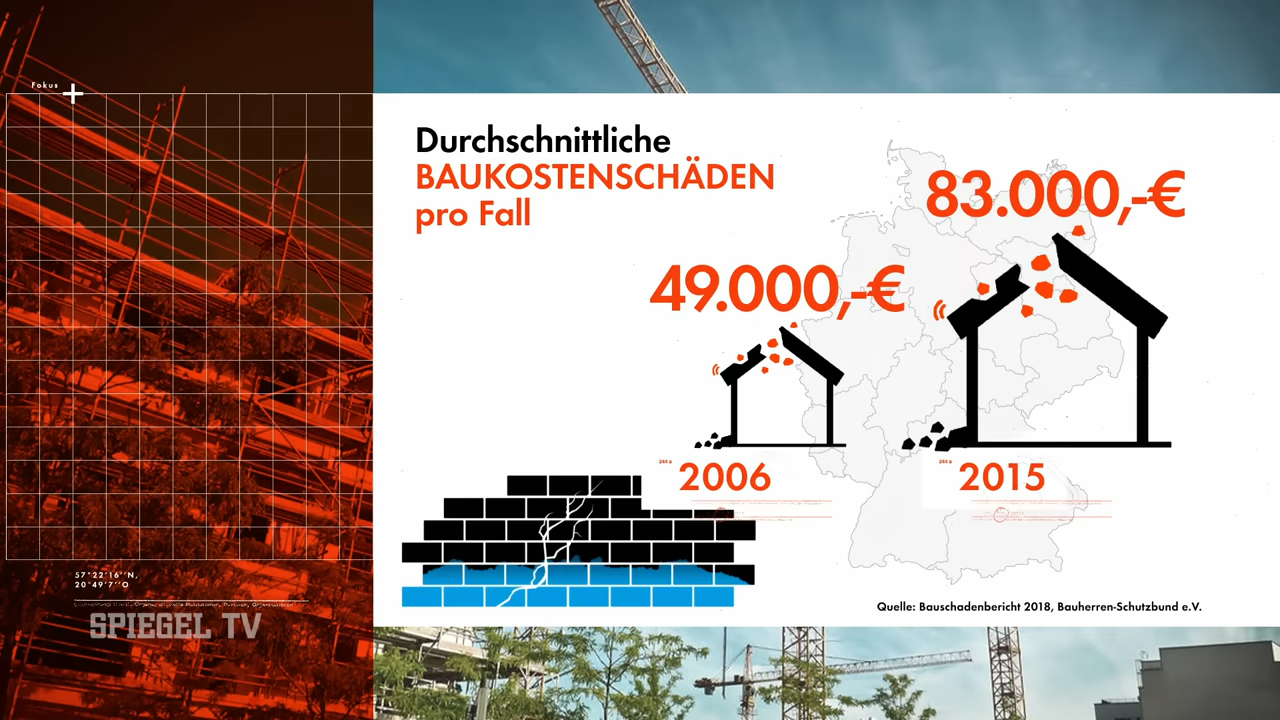 Fokus
Durchschnittliche
BAUKOSTENSCHÄDEN
pro Fall
83.000,-€
49.000,-€
2006
2015
57°22'16''N,
20°49'7''O
SPIEGEL TV
Quelle: Bauschadenbericht 2018, Bauherren-Schutzbund e.V.